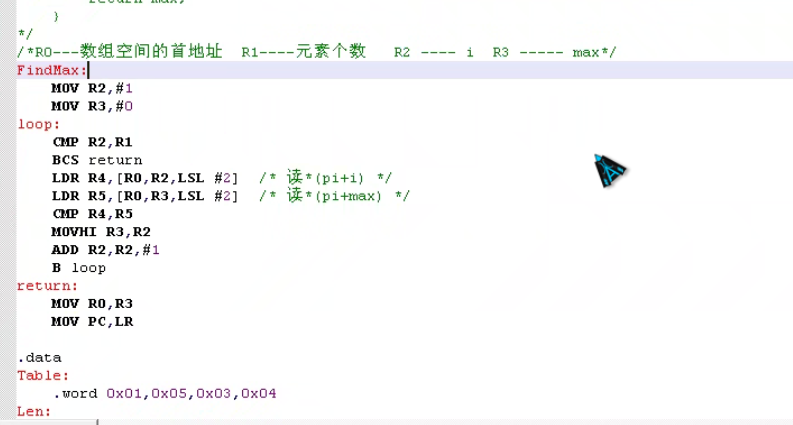 return max;
}
*/
/*R0---数组空间的首地址 R1----元素个数 R2 ---- i R3 ----- max*/
FindMax:
MOV R2,#1
MOV R3,#0
loop:
CMP R2,R1
BCS return
LDR R4,[R0,R2,LSL #2] /* 读*(pi+i) */
LDR R5,[R0,R3,LSL #2] /* 读*(pi+max) */
CMP R4,R5
MOVHI R3,R2
ADD R2,R2,#1
B loop
return:
MOV R0,R3
MOV PC,LR
.data
Table:
.word 0x01,0x05,0x03,0x04
Len: